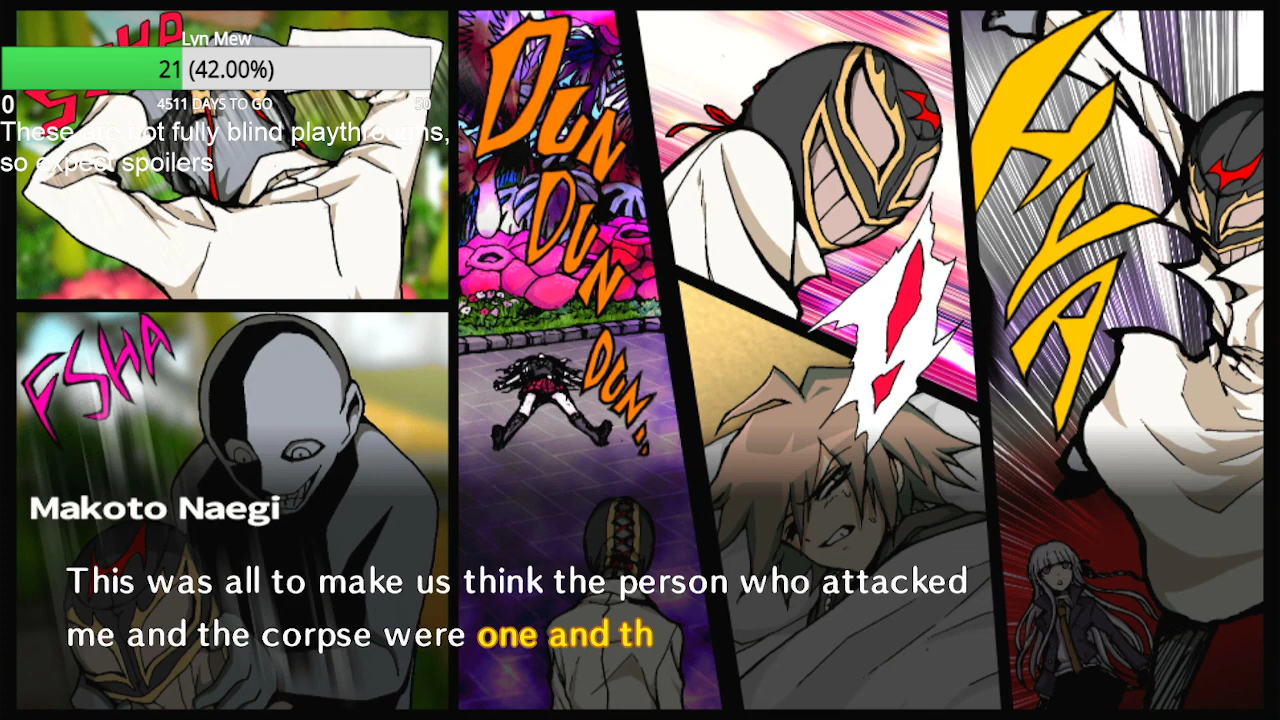 Lyn Mew
21 (42.00%)
0
4511 DAYS TO GO
50
These are not fully blind playthroughs,
so expect spoilers
FSHA
DUN
DUN
DUN..
!
HYA
Makoto Naegi
This was all to make us think the person who attacked
me and the corpse were one and th